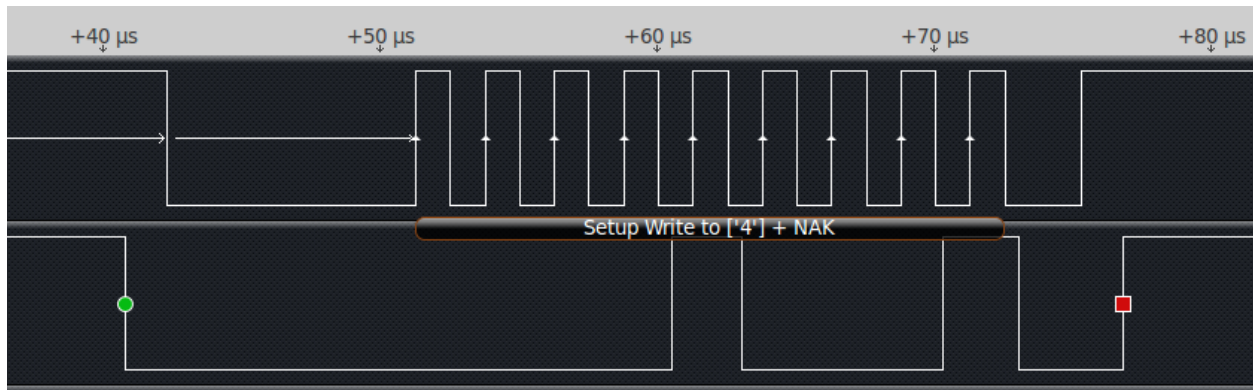 +40 µs +50 µs +60 µs +70 µs +80 µs
Setup Write to ['4'] + NAK